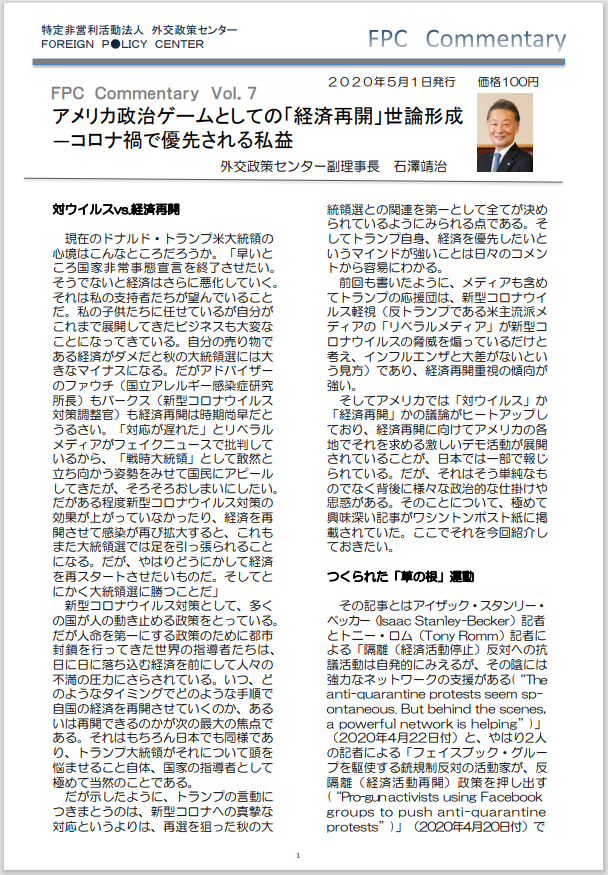 特定非営利活動法人 外交政策センター
FOREIGN POLICY CENTER
FPC Commentary
2020年5月1日発行 価格100円
FPC Commentary Vol. 7
アメリカ政治ゲームとしての「経済再開」世論形成
―コロナ禍で優先される私益
外交政策センター副理事長 石澤靖治
対ウイルスvs.経済再開
現在のドナルド・トランプ米大統領の
心境はこんなところだろうか。「早いと
ころ国家非常事態宣言を終了させたい。
そうでないと経済はさらに悪化していく。
それは私の支持者たちが望んでいること
だ。私の子供たちに任せているが自分が
これまで展開してきたビジネスも大変な
ことになってきている。自分の売り物で
ある経済がダメだと秋の大統領選には大
きなマイナスになる。だがアドバイザー
のファウチ（国立アレルギー感染症研究
所長）もバークス（新型コロナウイルス
対策調整官）も経済再開は時期尚早だと
うるさい。「対応が遅れた」とリベラル
メディアがフェイクニュースで批判して
いるから、「戦時大統領」として敢然と
立ち向かう姿勢をみせて国民にアピール
してきたが、そろそろおしまいにしたい。
だがある程度新型コロナウイルス対策の
効果が上がっていなかったり、経済を再
開させて感染が再び拡大すると、これも
また大統領選では足を引っ張られること
になる。だが、やはりどうにかして経済
を再スタートさせたいものだ。そしてと
にかく大統領選に勝つことだ」
新型コロナウイルス対策として、多く
の国が人の動き止める政策をとっている。
だが人命を第一にする政策のために都市
封鎖を行ってきた世界の指導者たちは、
日に日に落ち込む経済を前にして人々の
不満の圧力にさらされている。いつ、ど
のようなタイミングでどのような手順で
自国の経済を再開させていくのか、ある
いは再開できるのかが次の最大の焦点で
ある。それはもちろん日本でも同様であ
り、トランプ大統領がそれについて頭を
悩ませること自体、国家の指導者として
極めて当然のことである。
だが示したように、トランプの言動に
つきまとうのは、新型コロナへの真摯な
対応というよりは、再選を狙った秋の大
統領選との関連を第一として全てが決め
られているようにみられる点である。そ
してトランプ自身、経済を優先したいと
いうマインドが強いことは日々のコメン
トから容易にわかる。
前回も書いたように、メディアも含め
てトランプの応援団は、新型コロナウイ
ルス軽視（反トランプである米主流派メ
ディアの「リベラルメディア」が新型コ
ロナウイルスの脅威を煽っているだけと
考え、インフルエンザと大差がないとい
う見方）であり、経済再開重視の傾向が
強い。
そしてアメリカでは「対ウイルス」か
「経済再開」かの議論がヒートアップし
ており、経済再開に向けてアメリカの各
地でそれを求める激しいデモ活動が展開
されていることが、日本では一部で報じ
られている。だが、それはそう単純なも
のでなく背後に様々な政治的な仕掛けや
思惑がある。そのことについて、極めて
興味深い記事がワシントンポスト紙に掲
載されていた。ここでそれを今回紹介し
ておきたい。
つくられた「草の根」運動
その記事とはアイザック・スタンリー・
ベッカー（Isaac Stanley-Becker）記者
とトニー・ロム（Tony Romm）記者に
よる「隔離（経済活動停止）反対への抗
議活動は自発的にみえるが、その陰には
強力なネットワークの支援がある(“The
anti-quarantine protests seem sp-
ontaneous. But behind the scenes,
a powerful network is helping”)」
（2020年4月22日付）と、やはり2人
の記者による「フェイスブック・グルー
プを駆使する銃規制反対の活動家が、反
隔離（経済活動再開）政策を押し出す
(“Pro-gun activists using Facebook
groups to push anti-quarantine
protests”)」（2020年4月20日付）で
1